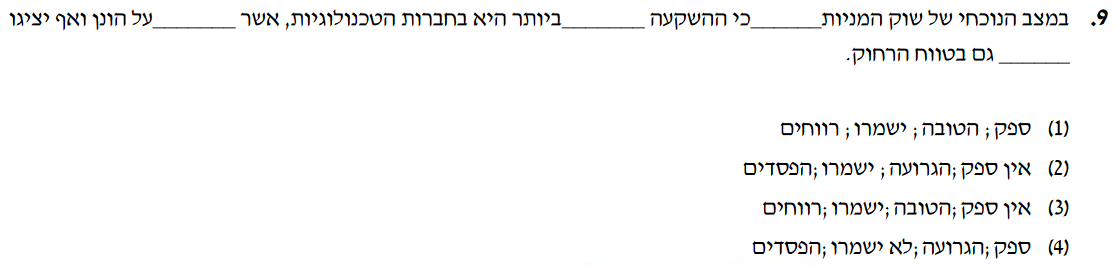 9. במצב הנוכחי של שוק המניות______כי ההשקעה _______ביותר היא בחברות הטכנולוגיות, אשר _______על הונן ואף יציגו
______ גם בטווח הרחוק.
(1) ספק ; הטובה ; ישמרו ; רווחים
(2) אין ספק ;הגרועה ; ישמרו ;הפסדים
(3) אין ספק ;הטובה ;ישמרו ;רווחים
(4) ספק ;הגרועה ;לא ישמרו ;הפסדים